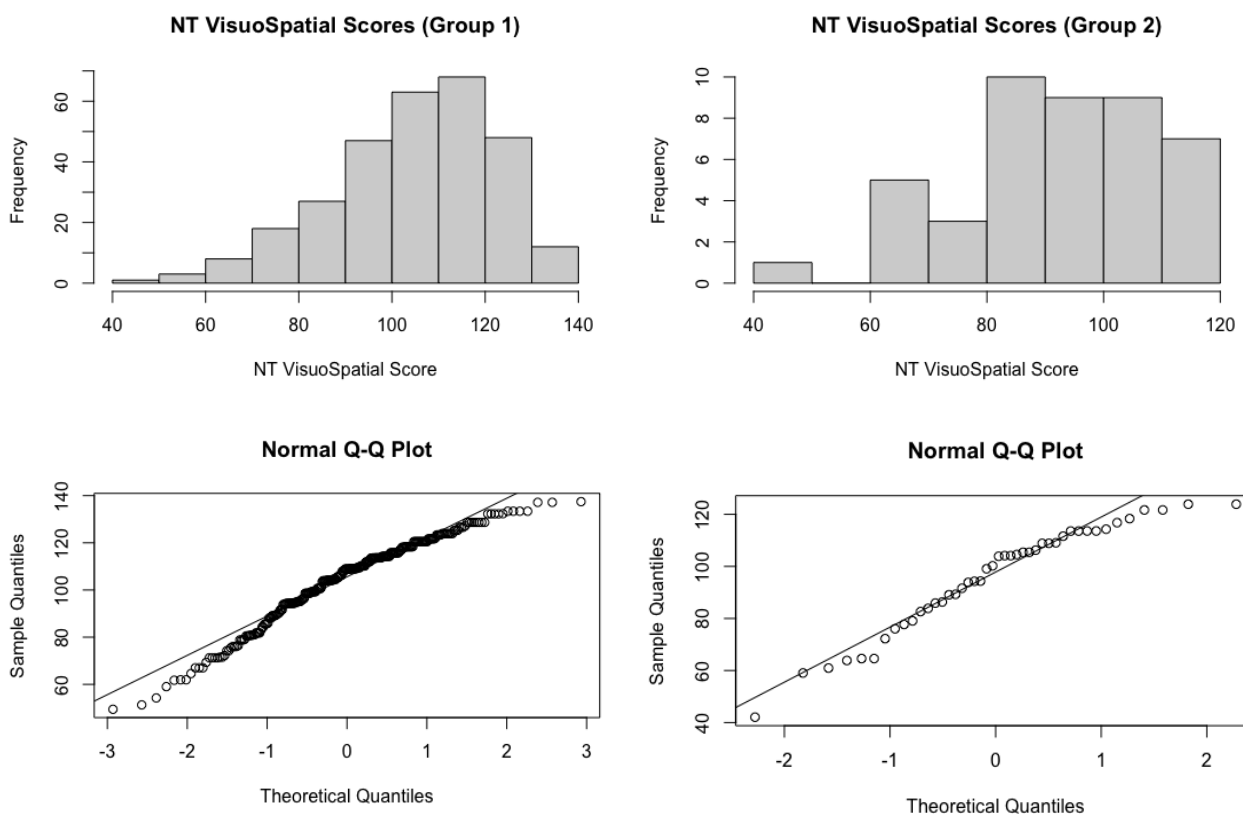 NT VisuoSpatial Scores (Group 1)
Frequency
60
40
20
0
40 60 80 100 120 140
NT VisuoSpatial Score
NT VisuoSpatial Scores (Group 2)
Frequency
10
8
6
4
2
0
40 60 80 100 120
NT VisuoSpatial Score
Normal Q-Q Plot
Sample Quantiles
140
120
100
80
60
-3 -2 -1 0 1 2 3
Theoretical Quantiles
Normal Q-Q Plot
Sample Quantiles
120
100
80
60
40
-2 -1 0 1 2
Theoretical Quantiles